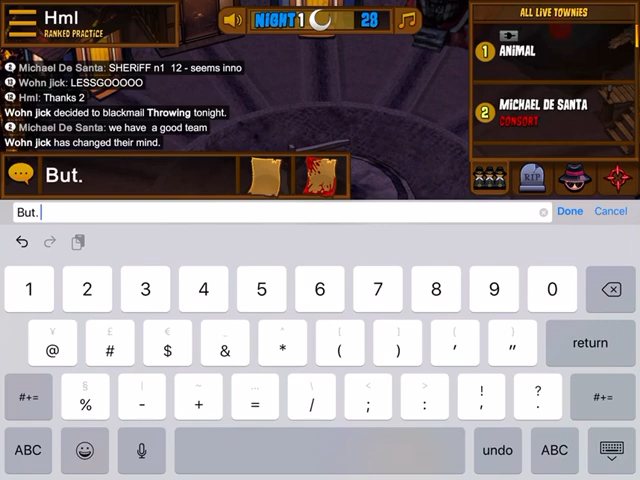 Hml
RANKED PRACTICE
NIGHT 1
28
ALL LIVE TOWNIES
1 ANIMAL
2 MICHAEL DE SANTA
CONSORT
2 Michael De Santa: SHERiFF n1 12 - seems inno
Wohn jick: LESSGOOOOO
12 Hml: Thanks 2
Wohn jick decided to blackmail Throwing tonight.
2 Michael De Santa: we have a good team
Wohn jick has changed their mind.
But.
RIP
But.
Done
Cancel
1 2 3 4 5 6 7 8 9 0
¥ £ € _ ^ [ ] { }
@ # $ & * ( ) ' "
return
§ | ~ … \ < > ! ?
#+= % - + = / ; : , . #+=
ABC
undo
ABC